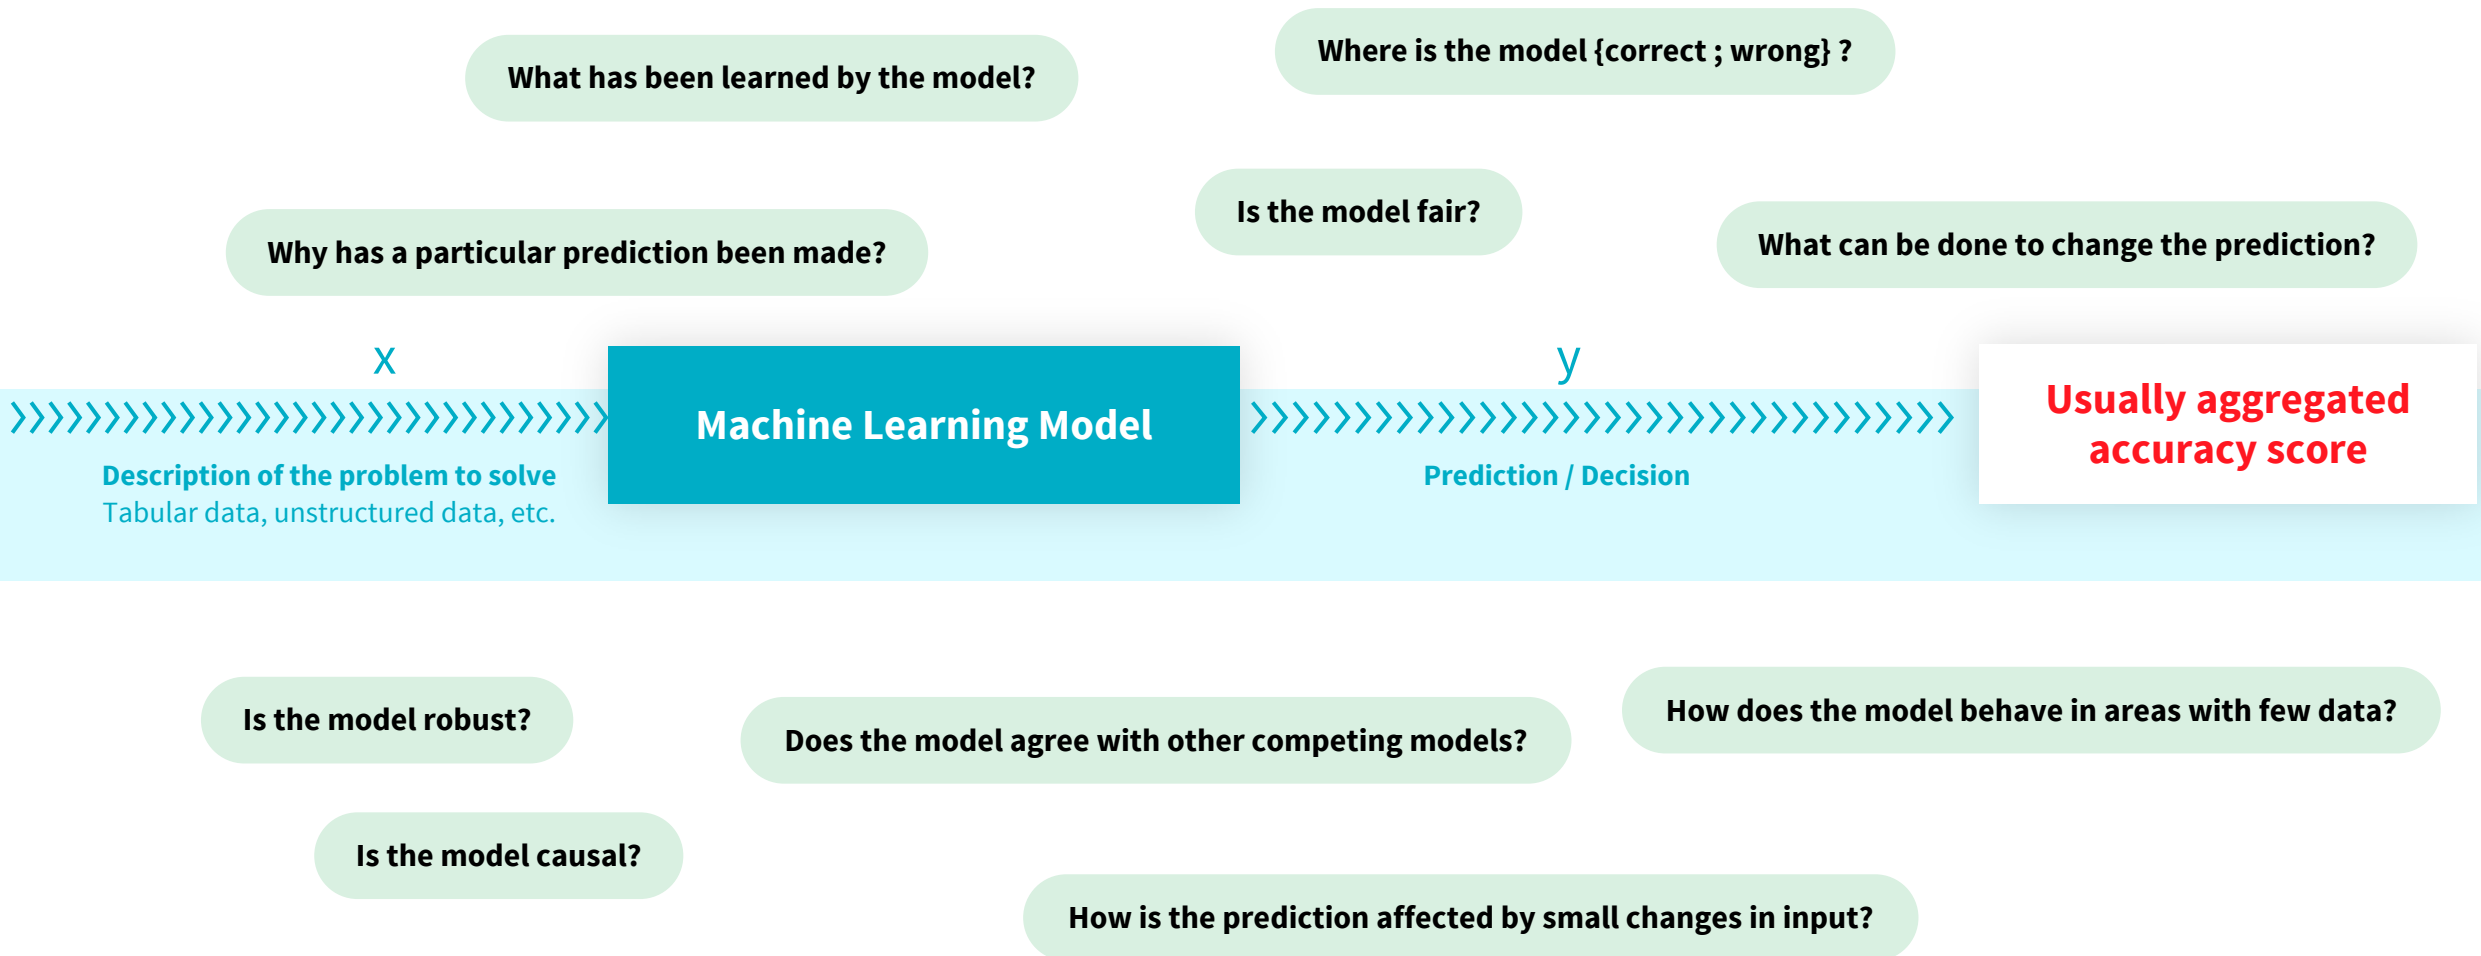 Where is the model {correct ; wrong} ?
What has been learned by the model?
Is the model fair?
Why has a particular prediction been made?
What can be done to change the prediction?
x
y
Machine Learning Model
Usually aggregated
accuracy score
Description of the problem to solve
Tabular data, unstructured data, etc.
Prediction / Decision
Is the model robust?
Does the model agree with other competing models?
How does the model behave in areas with few data?
Is the model causal?
How is the prediction affected by small changes in input?